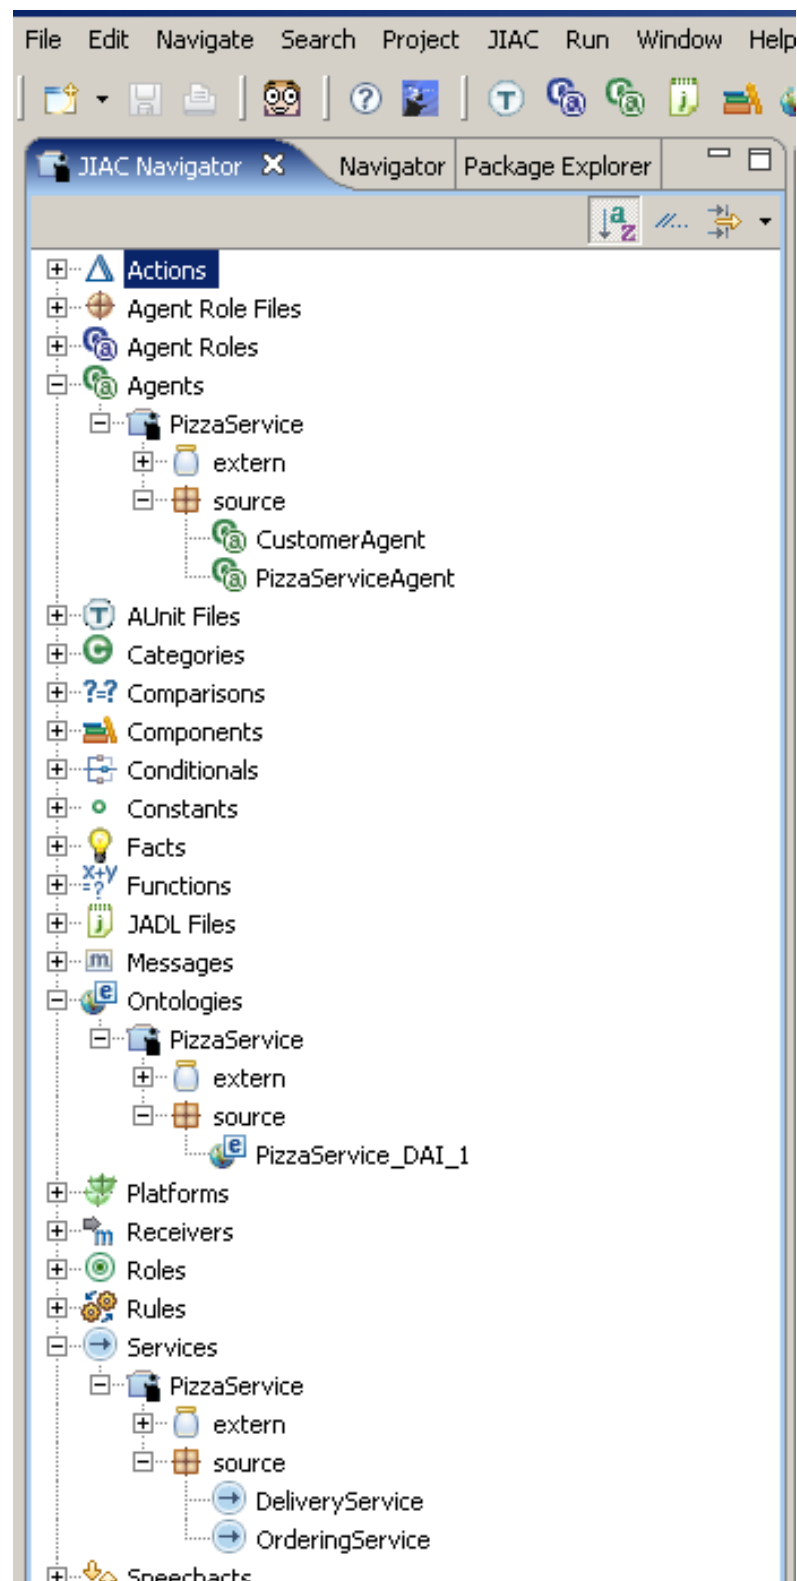 File Edit Navigate Search Project JIAC Run Window Help
JIAC Navigator Navigator Package Explorer
Actions
Agent Role Files
Agent Roles
Agents
PizzaService
extern
source
CustomerAgent
PizzaServiceAgent
AUnit Files
Categories
Comparisons
Components
Conditionals
Constants
Facts
Functions
JADL Files
Messages
Ontologies
PizzaService
extern
source
PizzaService_DAI_1
Platforms
Receivers
Roles
Rules
Services
PizzaService
extern
source
DeliveryService
OrderingService
Speechacts